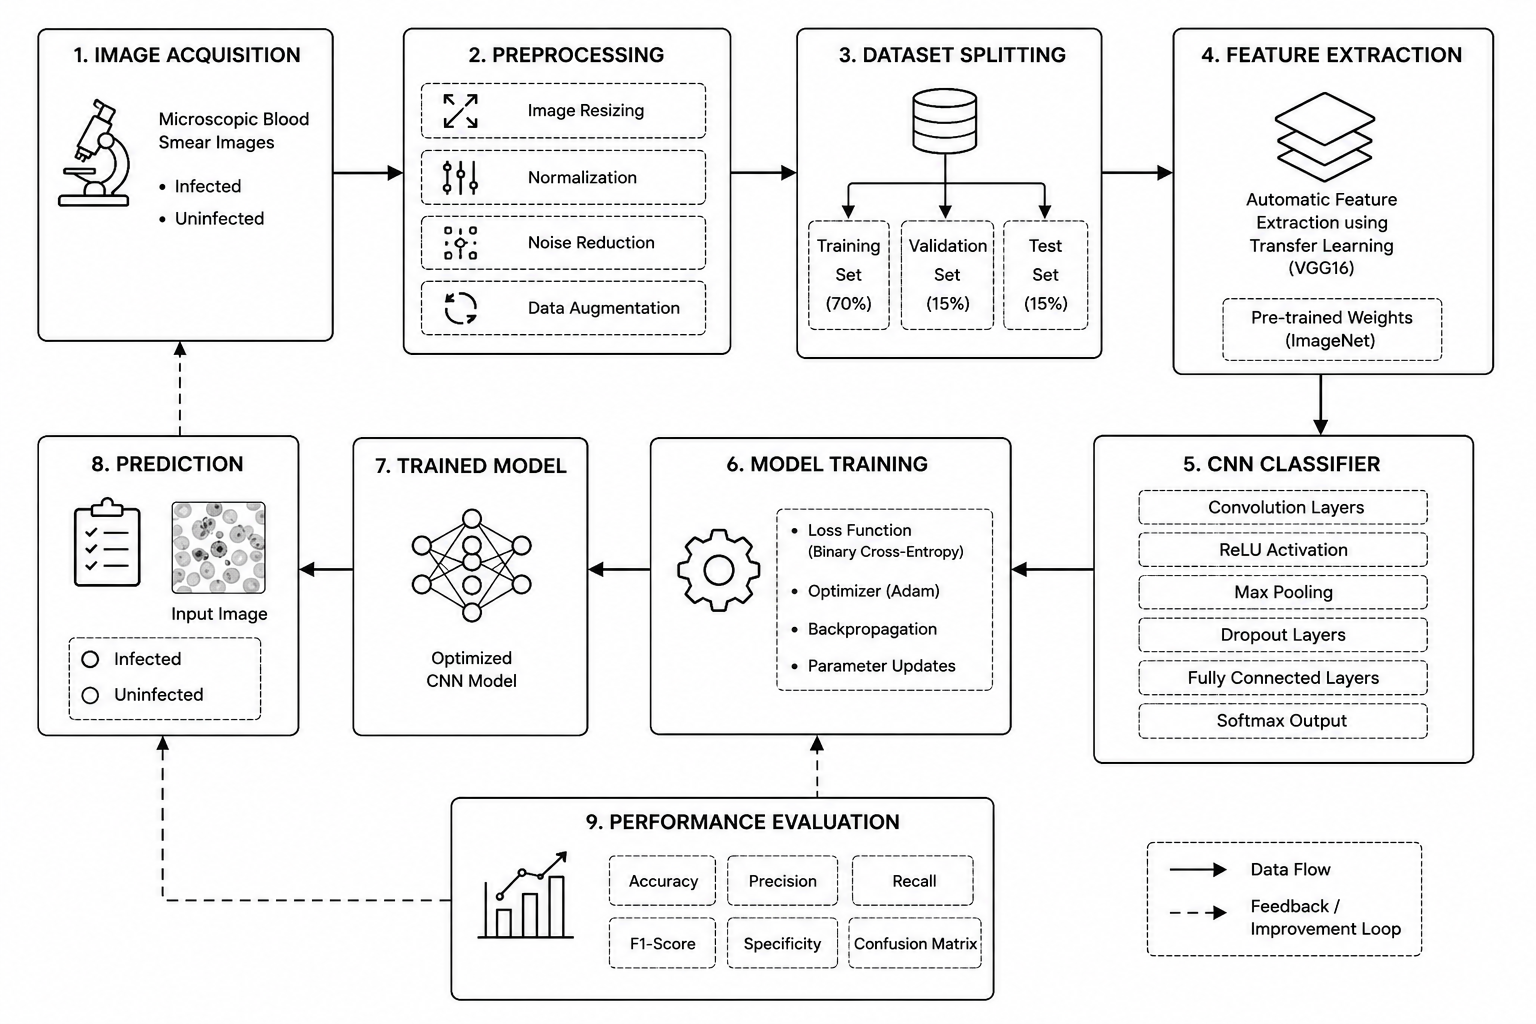 1. IMAGE ACQUISITION
Microscopic Blood
Smear Images
• Infected
• Uninfected
2. PREPROCESSING
Image Resizing
Normalization
Noise Reduction
Data Augmentation
3. DATASET SPLITTING
Training
Set
(70%)
Validation
Set
(15%)
Test
Set
(15%)
4. FEATURE EXTRACTION
Automatic Feature
Extraction using
Transfer Learning
(VGG16)
Pre-trained Weights
(ImageNet)
5. CNN CLASSIFIER
Convolution Layers
ReLU Activation
Max Pooling
Dropout Layers
Fully Connected Layers
Softmax Output
6. MODEL TRAINING
• Loss Function
(Binary Cross-Entropy)
• Optimizer (Adam)
• Backpropagation
• Parameter Updates
7. TRAINED MODEL
Optimized
CNN Model
8. PREDICTION
Input Image
Infected
Uninfected
9. PERFORMANCE EVALUATION
Accuracy
Precision
Recall
F1-Score
Specificity
Confusion Matrix
Data Flow
Feedback /
Improvement Loop